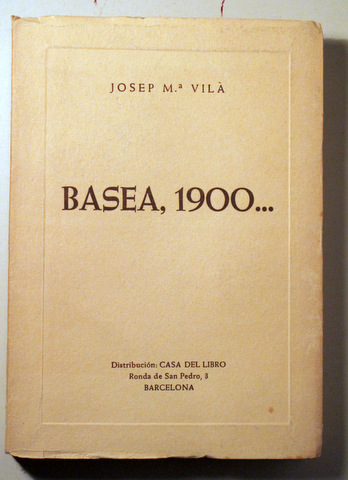 JOSEP M.ª VILÀ
BASEA, 1900...
Distribución: CASA DEL LIBRO
Ronda de San Pedro, 3
BARCELONA